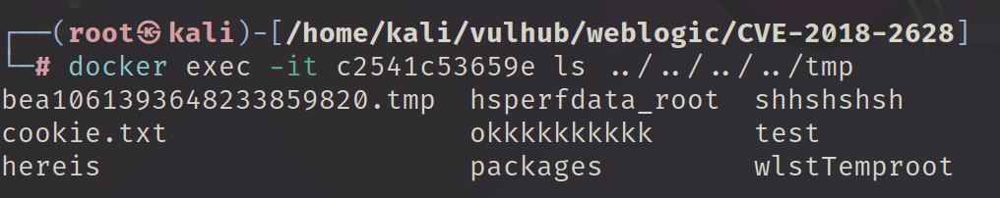 ┌──(root㉿kali)-[/home/kali/vulhub/weblogic/CVE-2018-2628]
└─# docker exec -it c2541c53659e ls ../../../../tmp
bea1061393648233859820.tmp  hsperfdata_root  shhshshsh
cookie.txt                  okkkkkkkkkk      test
hereis                      packages         wlstTemproot